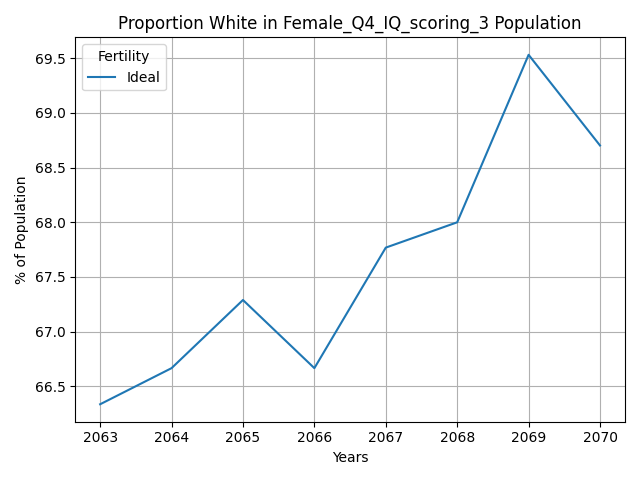 Proportion White in Female_Q4_IQ_scoring_3 Population
Fertility
Ideal
% of Population
69.5
69.0
68.5
68.0
67.5
67.0
66.5
2063 2064 2065 2066 2067 2068 2069 2070
Years